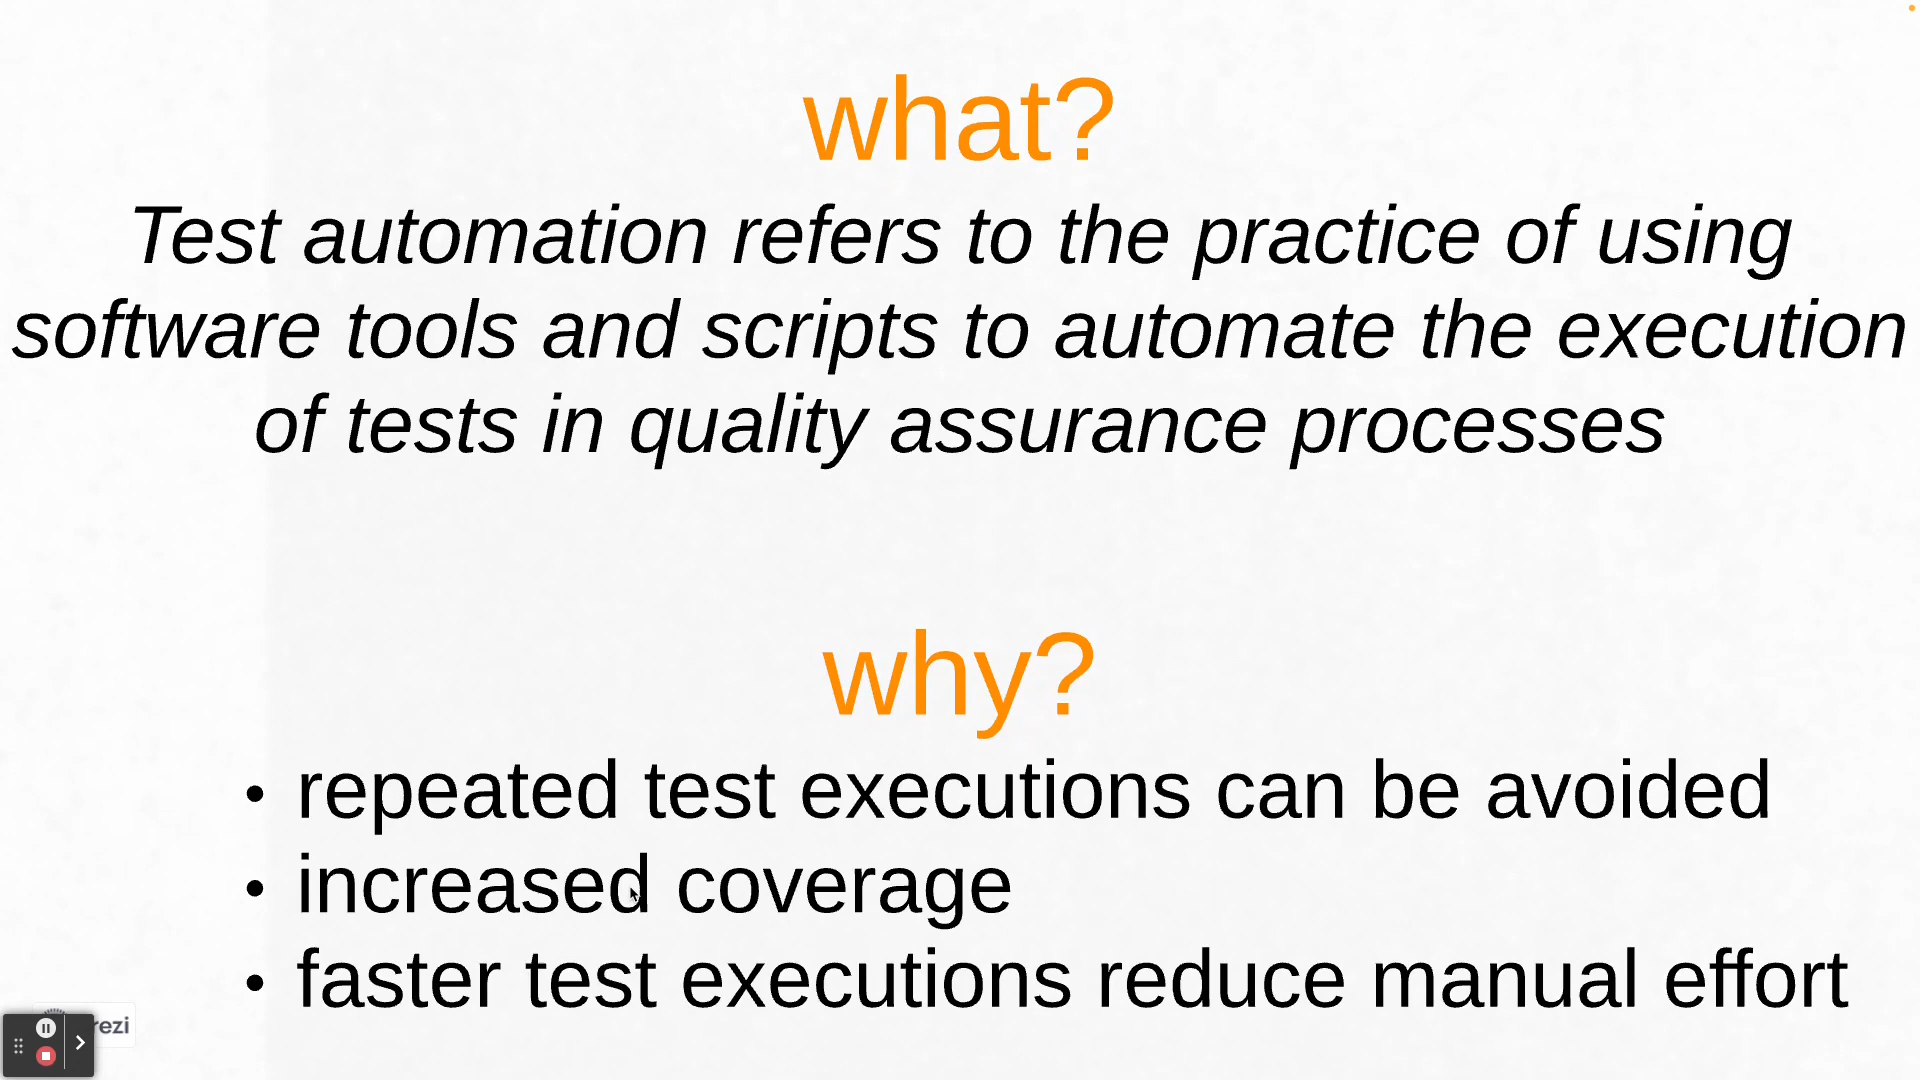 what?
Test automation refers to the practice of using
software tools and scripts to automate the execution
of tests in quality assurance processes
why?
• repeated test executions can be avoided
• increased coverage
• faster test executions reduce manual effort
rezi